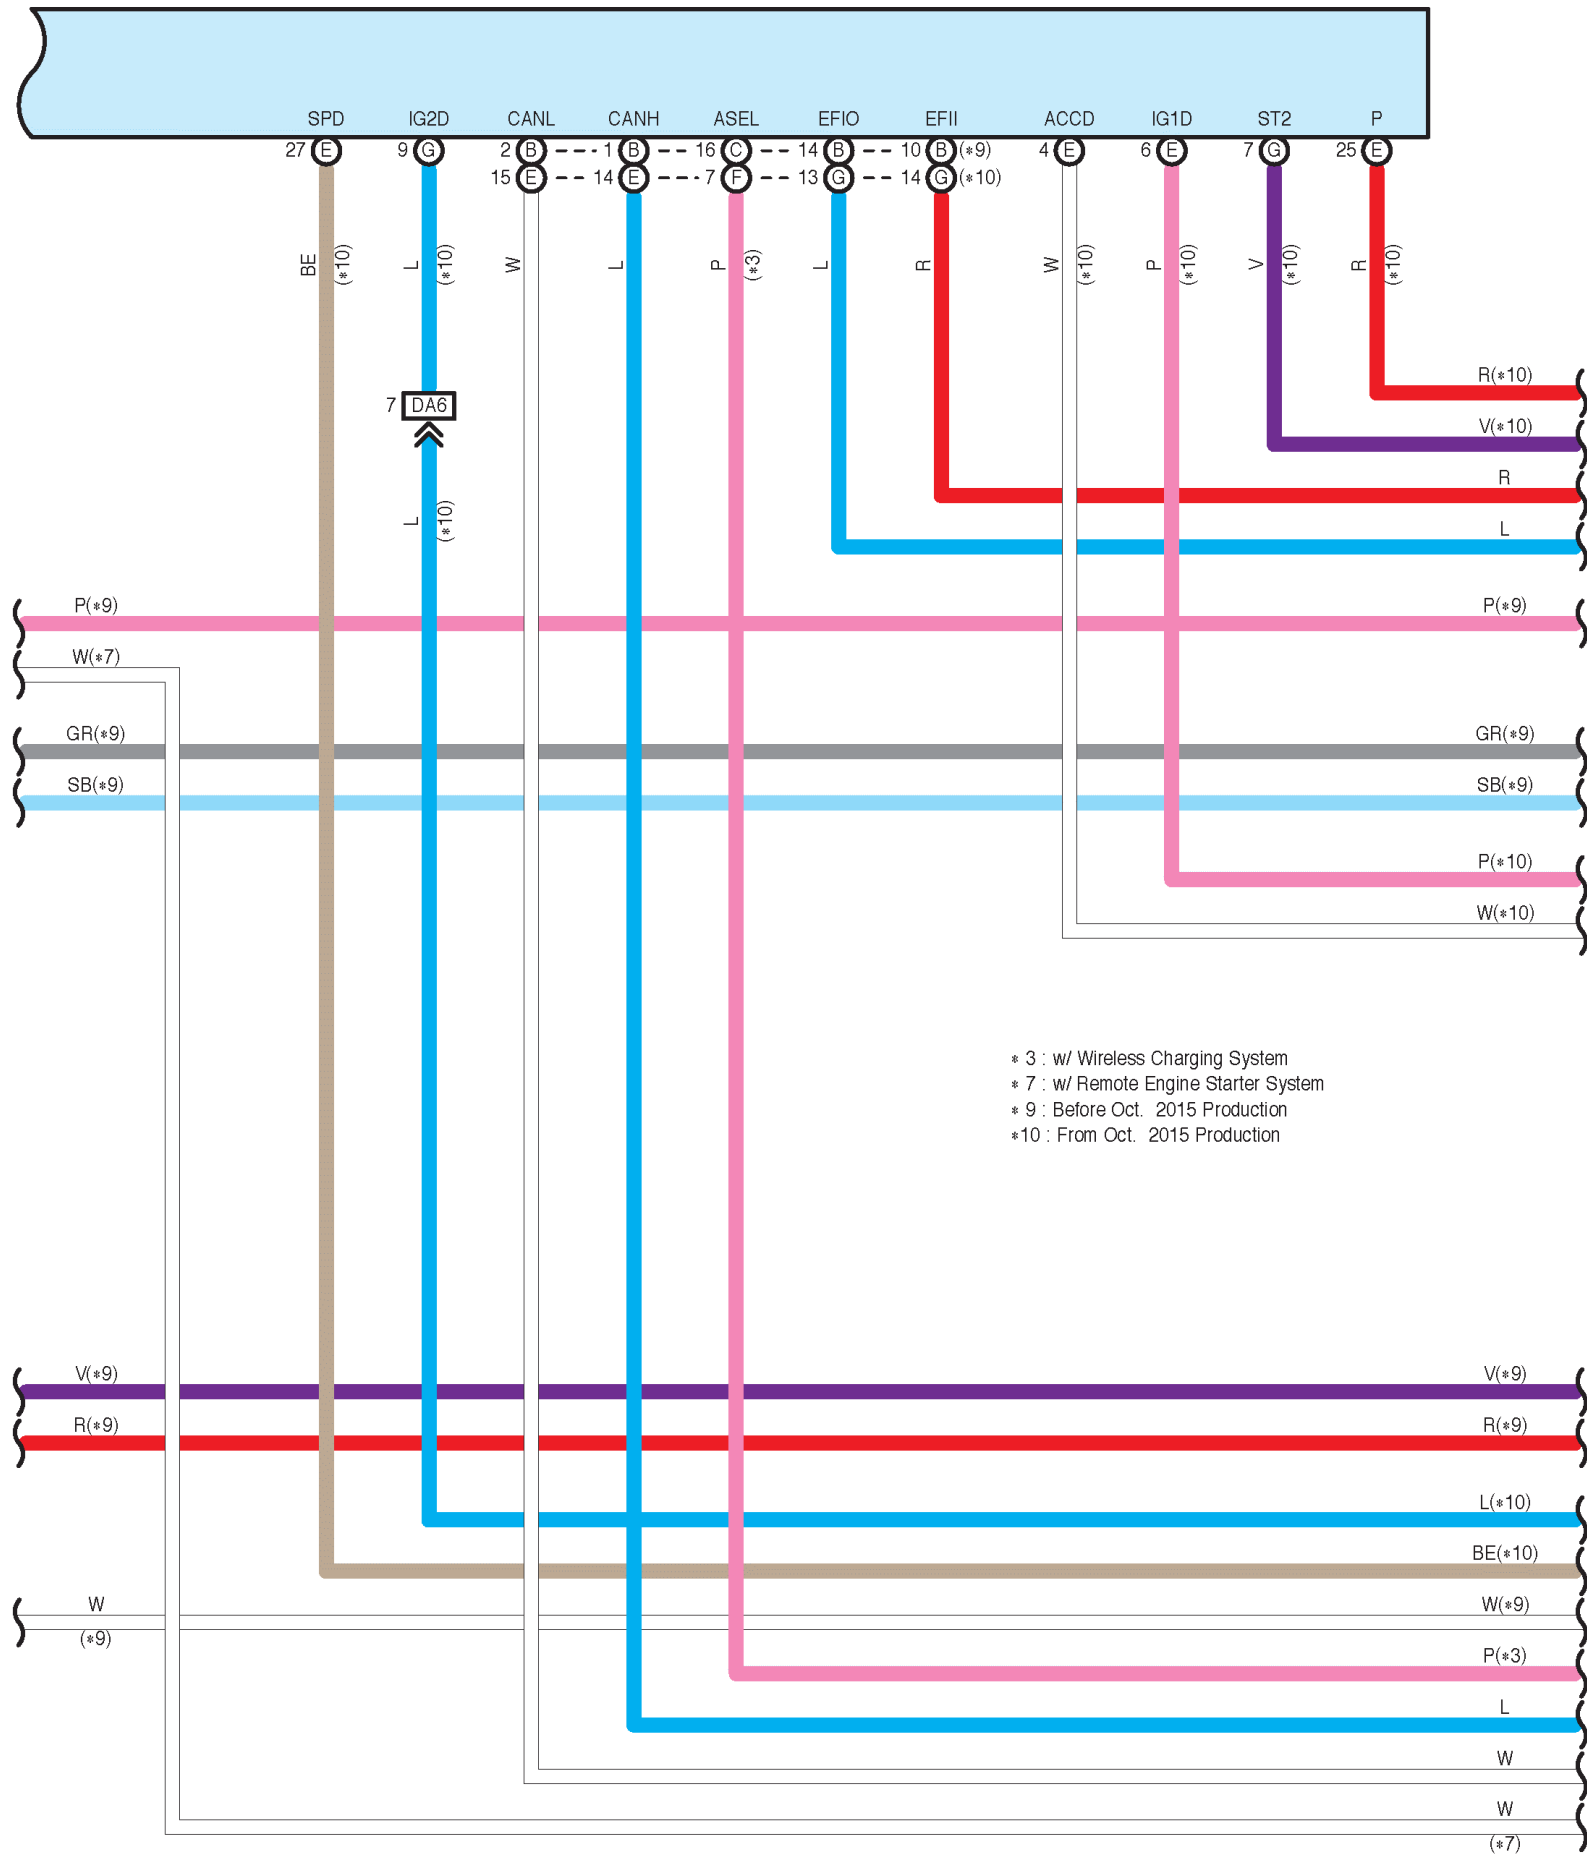 SPD IG2D CANL CANH ASEL EFIO EFII ACCD IG1D ST2 P
27 E 9 G 2 B 1 B 16 C 14 B 10 B (*9) 4 E 6 E 7 G 25 E
15 E 14 E 7 F 13 G 14 G (*10)
BE (*10) L (*10) W L P (*3) L R W (*10) P (*10) V (*10) R (*10)
R(*10)
7 DA6
V(*10)
R
L (*10)
L
P(*9) P(*9)
W(*7)
GR(*9) GR(*9)
SB(*9) SB(*9)
P(*10)
W(*10)
* 3 : w/ Wireless Charging System
* 7 : w/ Remote Engine Starter System
* 9 : Before Oct. 2015 Production
*10 : From Oct. 2015 Production
V(*9) V(*9)
R(*9) R(*9)
L(*10)
BE(*10)
W W(*9)
(*9)
P(*3)
L
W
W
(*7)